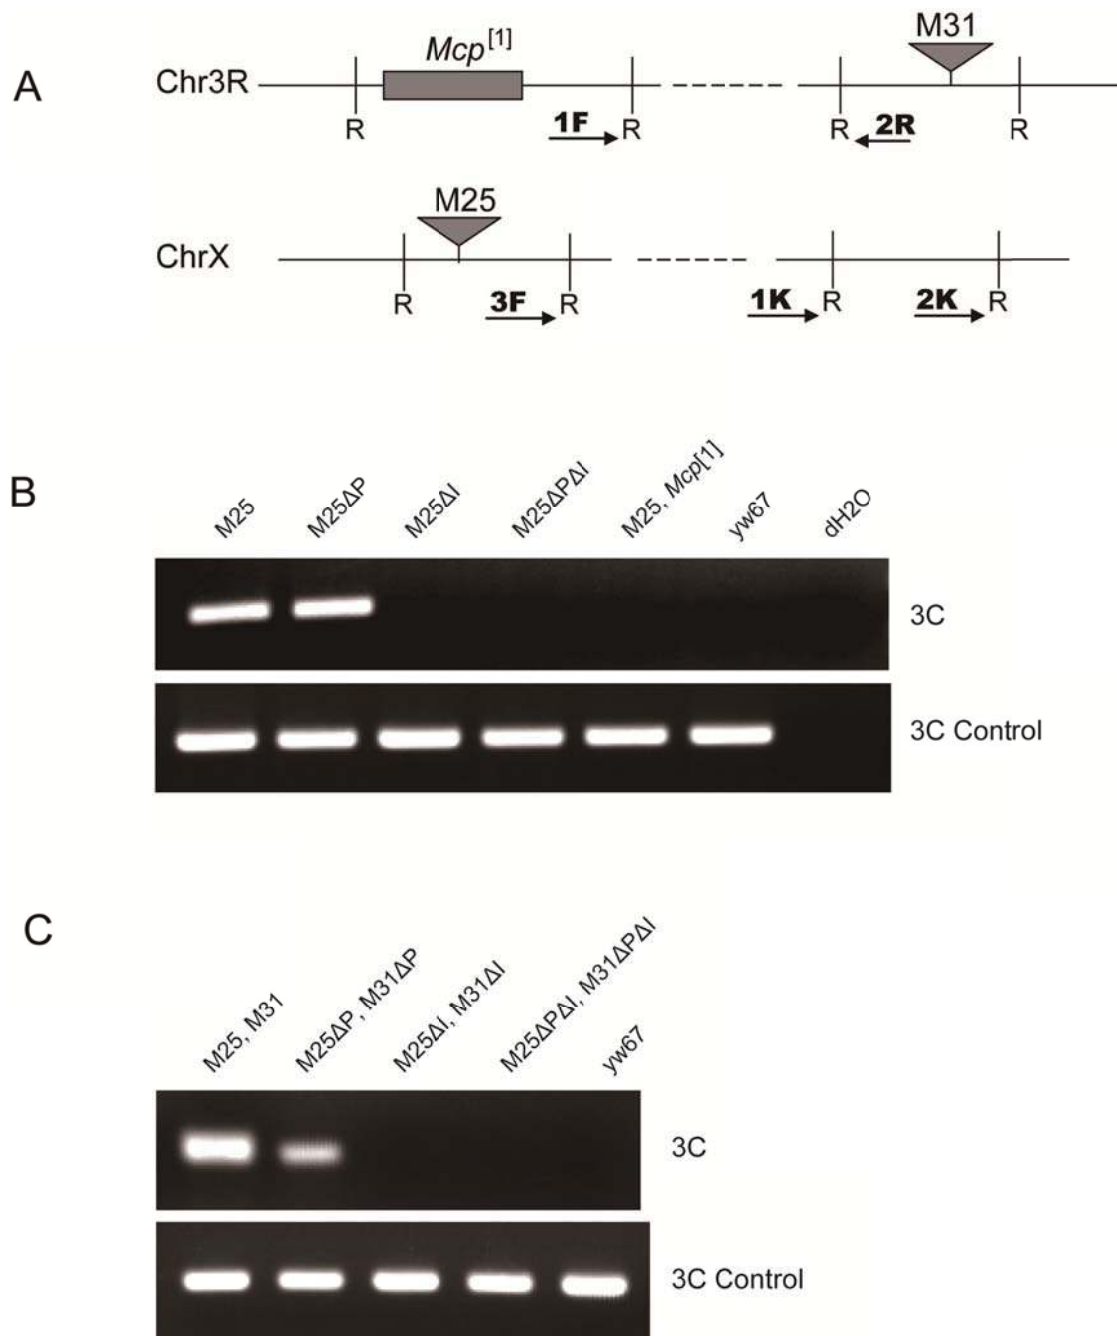 A
Chr3R
Mcp[1]
M31
R
R
R
R
1F
2R
ChrX
M25
R
R
R
R
3F
1K
2K
B
M25
M25ΔP
M25ΔI
M25ΔPΔI
M25, Mcp[1]
yw67
dH2O
3C
3C Control
C
M25, M31
M25ΔP, M31ΔP
M25ΔI, M31ΔI
M25ΔPΔI, M31ΔPΔI
yw67
3C
3C Control